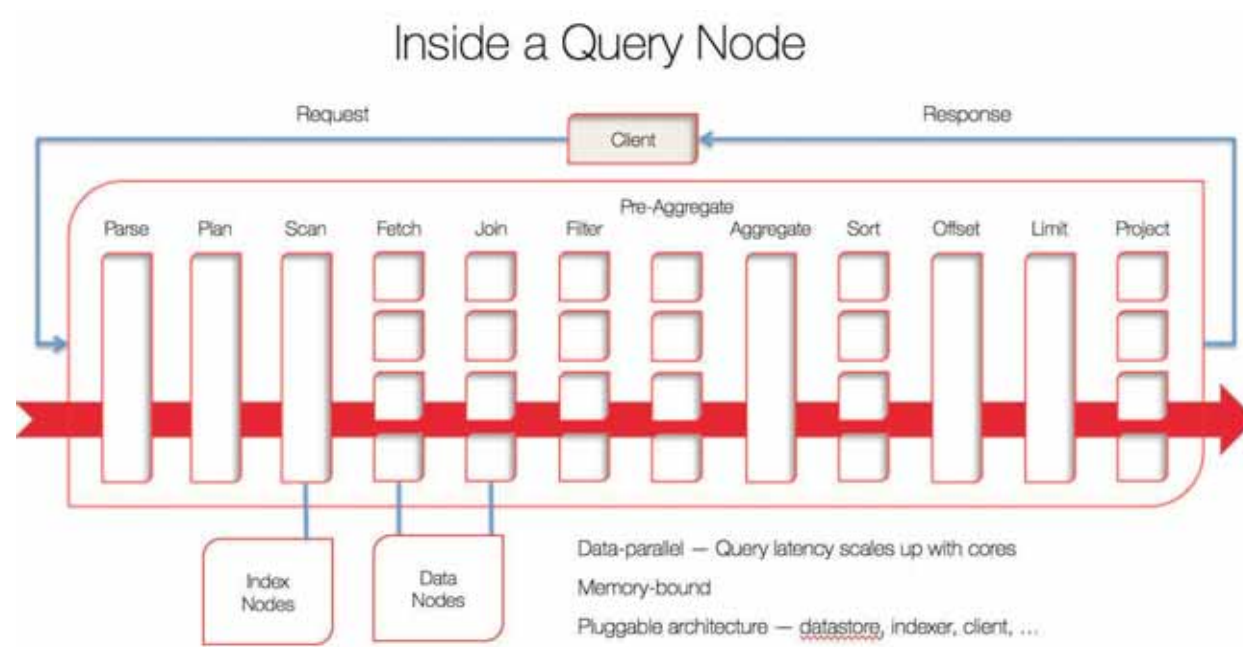 Inside a Query Node
Request
Response
Client
Pre-Aggregate
Parse Plan Scan Fetch Join Filter Aggregate Sort Offset Limit Project
Index
Nodes
Data
Nodes
Data-parallel — Query latency scales up with cores
Memory-bound
Pluggable architecture — datastore, indexer, client, ...